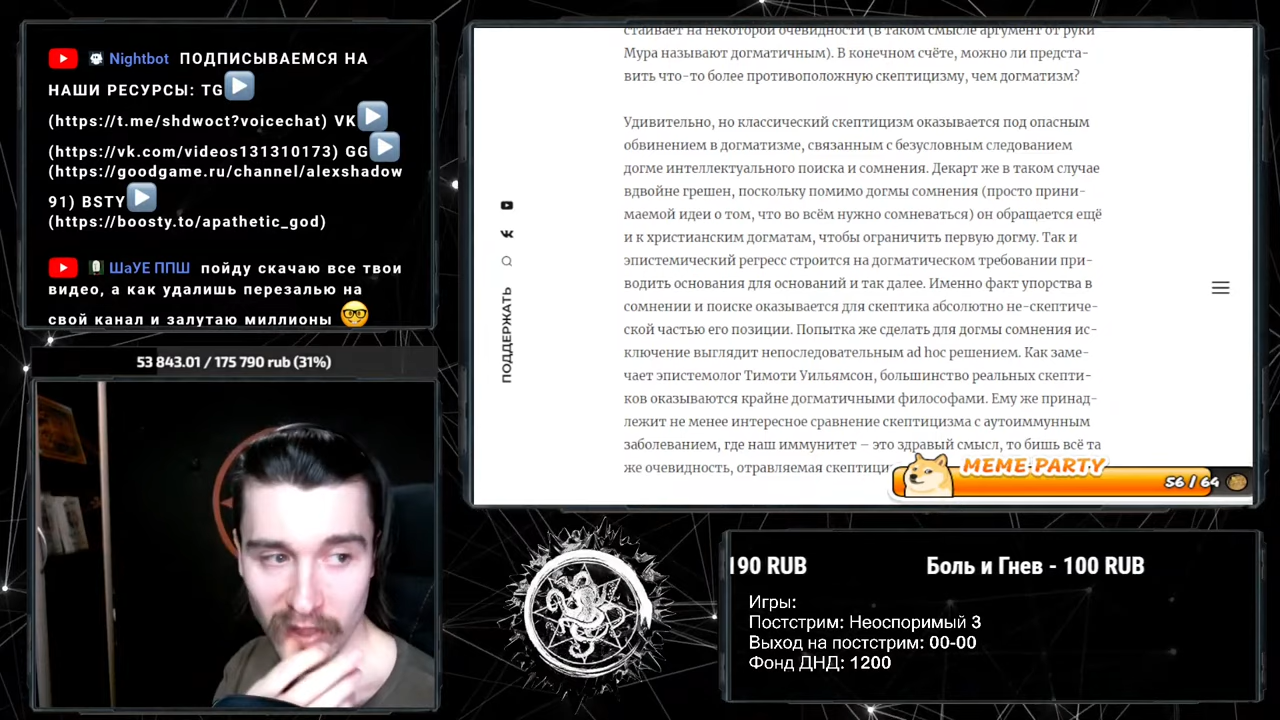 Nightbot ПОДПИСЫВАЕМСЯ НА
НАШИ РЕСУРСЫ: TG
(https://t.me/shdwoct?voicechat) VK
(https://vk.com/videos131310173) GG
(https://goodgame.ru/channel/alexshadow
91) BSTY
(https://boosty.to/apathetic_god)
ШаУЕ ППШ пойду скачаю все твои
видео, а как удалишь перезалью на
свой канал и залутаю миллионы
53 843.01 / 175 790 rub (31%)
стаивает на некоторой очевидности (в таком смысле аргумент от руки
Мура называют догматичным). В конечном счёте, можно ли предста-
вить что-то более противоположную скептицизму, чем догматизм?
Удивительно, но классический скептицизм оказывается под опасным
обвинением в догматизме, связанным с безусловным следованием
догме интеллектуального поиска и сомнения. Декарт же в таком случае
вдвойне грешен, поскольку помимо догмы сомнения (просто прини-
маемой идеи о том, что во всём нужно сомневаться) он обращается ещё
и к христианским догматам, чтобы ограничить первую догму. Так и
эпистемический регресс строится на догматическом требовании при-
водить основания для оснований и так далее. Именно факт упорства в
сомнении и поиске оказывается для скептика абсолютно не-скептиче-
ской частью его позиции. Попытка же сделать для догмы сомнения ис-
ключение выглядит непоследовательным ad hoc решением. Как заме-
чает эпистемолог Тимоти Уильямсон, большинство реальных скепти-
ков оказываются крайне догматичными философами. Ему же принад-
лежит не менее интересное сравнение скептицизма с аутоиммунным
заболеванием, где наш иммунитет – это здравый смысл, то бишь всё та
же очевидность, отравляемая скептици
ПОДДЕРЖАТЬ
MEME PARTY
56 / 64
190 RUB
Боль и Гнев - 100 RUB
Игры:
Постстрим: Неоспоримый 3
Выход на постстрим: 00-00
Фонд ДНД: 1200